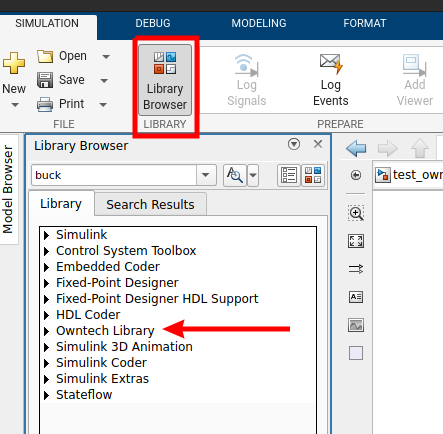 SIMULATION DEBUG MODELING FORMAT
New
Open
Save
Print
FILE
Library
Browser
LIBRARY
Log
Signals
Log
Events
Add
Viewer
PREPARE
Model Browser
Library Browser
buck
Library Search Results
Simulink
Control System Toolbox
Embedded Coder
Fixed-Point Designer
Fixed-Point Designer HDL Support
HDL Coder
Owntech Library
Simulink 3D Animation
Simulink Coder
Simulink Extras
Stateflow
test_own